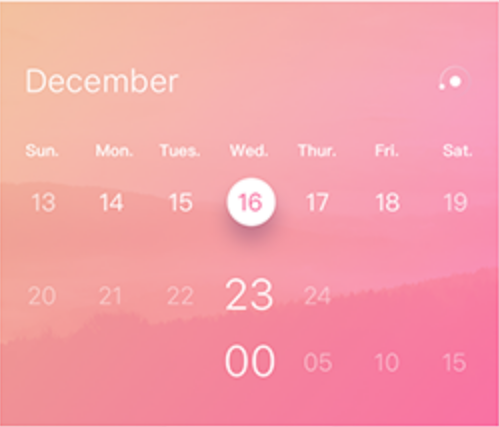 December
Sun. Mon. Tues. Wed. Thur. Fri. Sat.
13 14 15 16 17 18 19
20 21 22 23 24
00 05 10 15